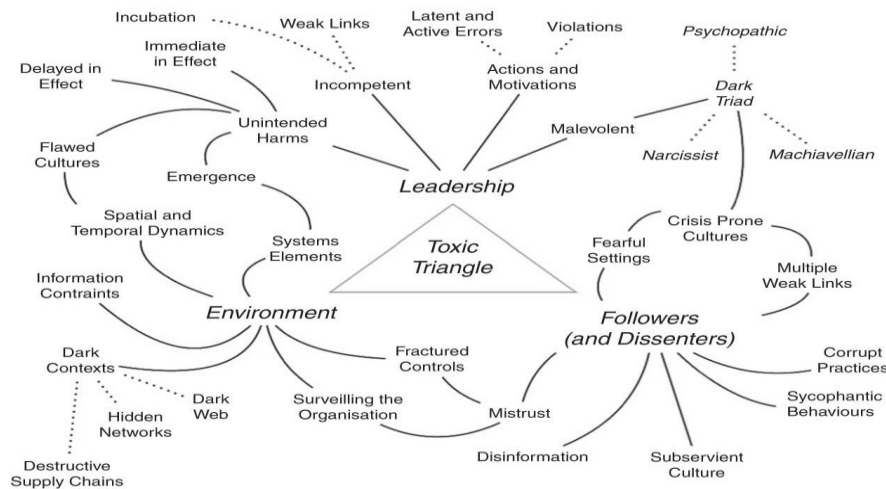 Incubation
Weak Links
Latent and
Active Errors
Violations
Psychopathic
Immediate
in Effect
Delayed in
Effect
Incompetent
Actions and
Motivations
Dark
Triad
Unintended
Harms
Malevolent
Flawed
Cultures
Narcissist
Machiavellian
Emergence
Leadership
Spatial and
Temporal Dynamics
Systems
Elements
Toxic
Triangle
Fearful
Settings
Crisis Prone
Cultures
Information
Contraints
Multiple
Weak Links
Environment
Followers
(and Dissenters)
Dark
Contexts
Fractured
Controls
Corrupt
Practices
Dark
Web
Hidden
Networks
Surveilling the
Organisation
Mistrust
Sycophantic
Behaviours
Disinformation
Subservient
Culture
Destructive
Supply Chains